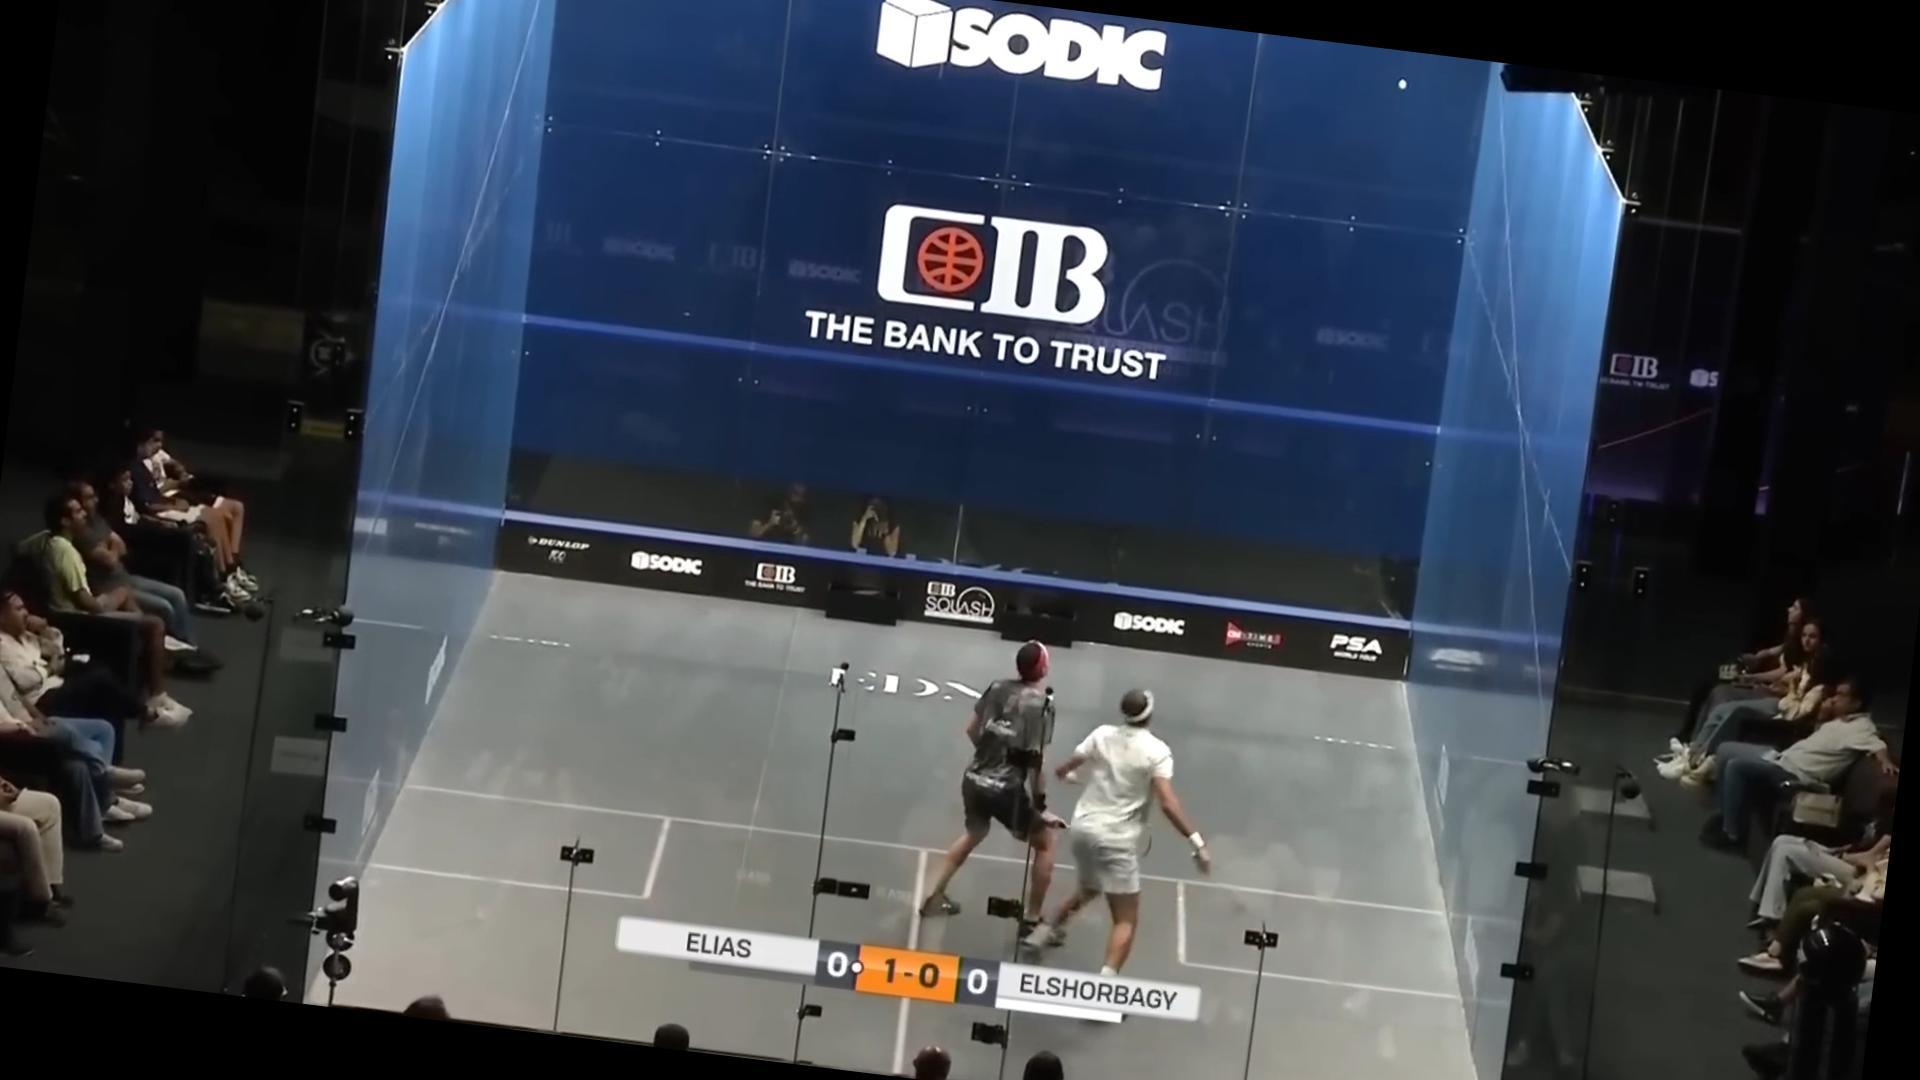 SODIC
CIB
THE BANK TO TRUST
DUNLOP
SODIC
CIB
THE BANK TO TRUST
CIB
SQUASH
SODIC
PSA
WORLD TOUR
CIB
ELIAS 0 1-0 0 ELSHORBAGY